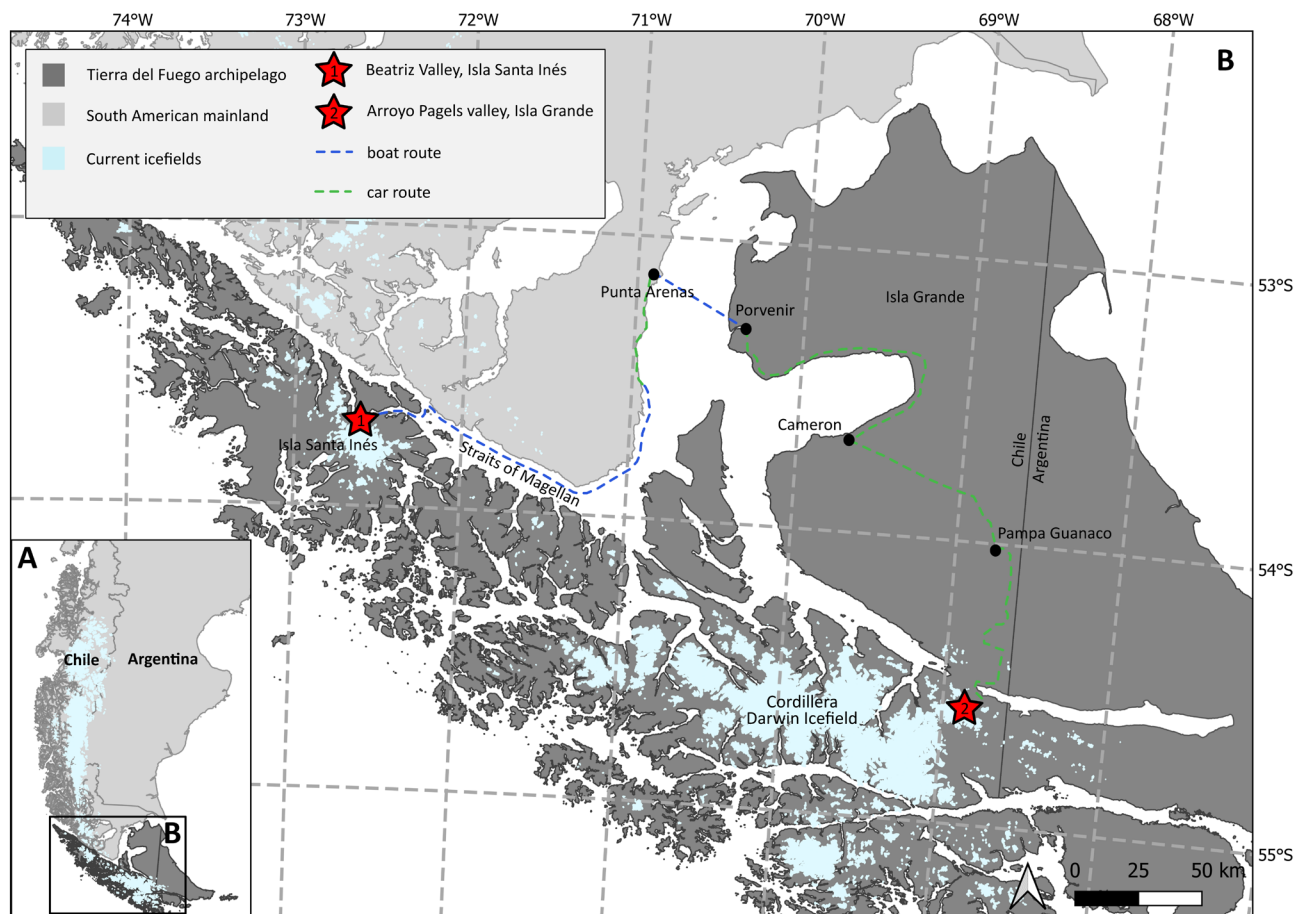 74°W 73°W 72°W 71°W 70°W 69°W 68°W
B
1 Beatriz Valley, Isla Santa Inés
2 Arroyo Pagels valley, Isla Grande
boat route
car route
Tierra del Fuego archipelago
South American mainland
Current icefields
53°S
Punta Arenas
Porvenir
Isla Grande
1
Isla Santa Inés
Straits of Magellan
Cameron
Chile
Argentina
Pampa Guanaco
54°S
Cordillera
Darwin Icefield
2
A
Chile
Argentina
B
55°S
0 25 50 km